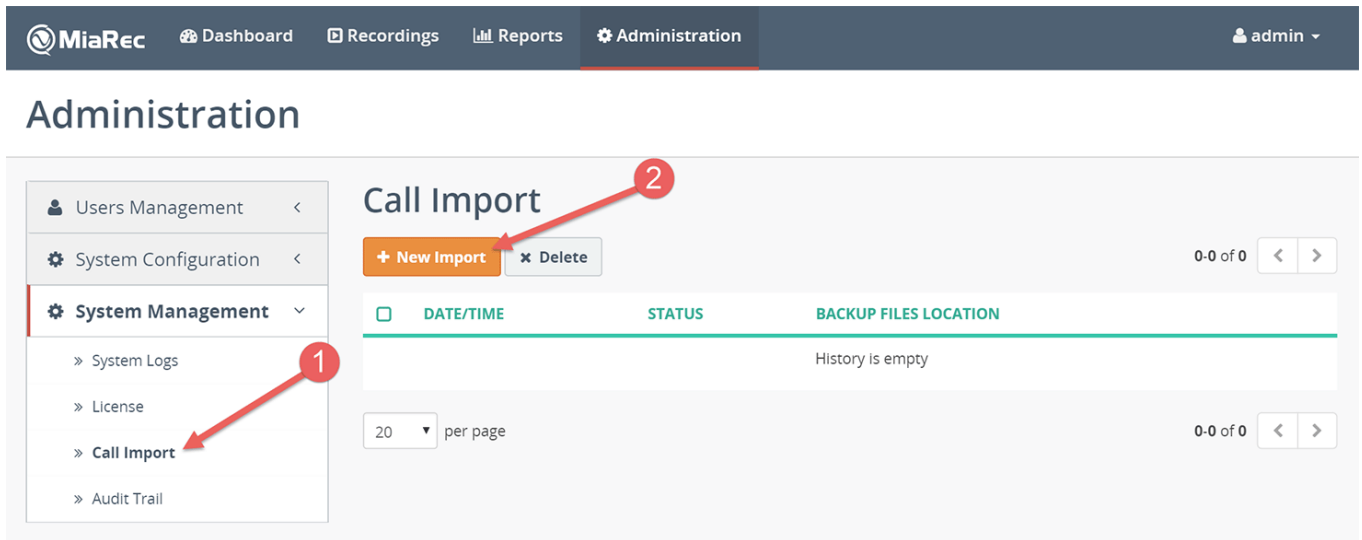 MiaRec Dashboard Recordings Reports Administration admin
Administration
Users Management
System Configuration
System Management
System Logs
License
Call Import
Audit Trail
1
Call Import
2
New Import Delete
0-0 of 0
DATE/TIME STATUS BACKUP FILES LOCATION
History is empty
20 per page
0-0 of 0